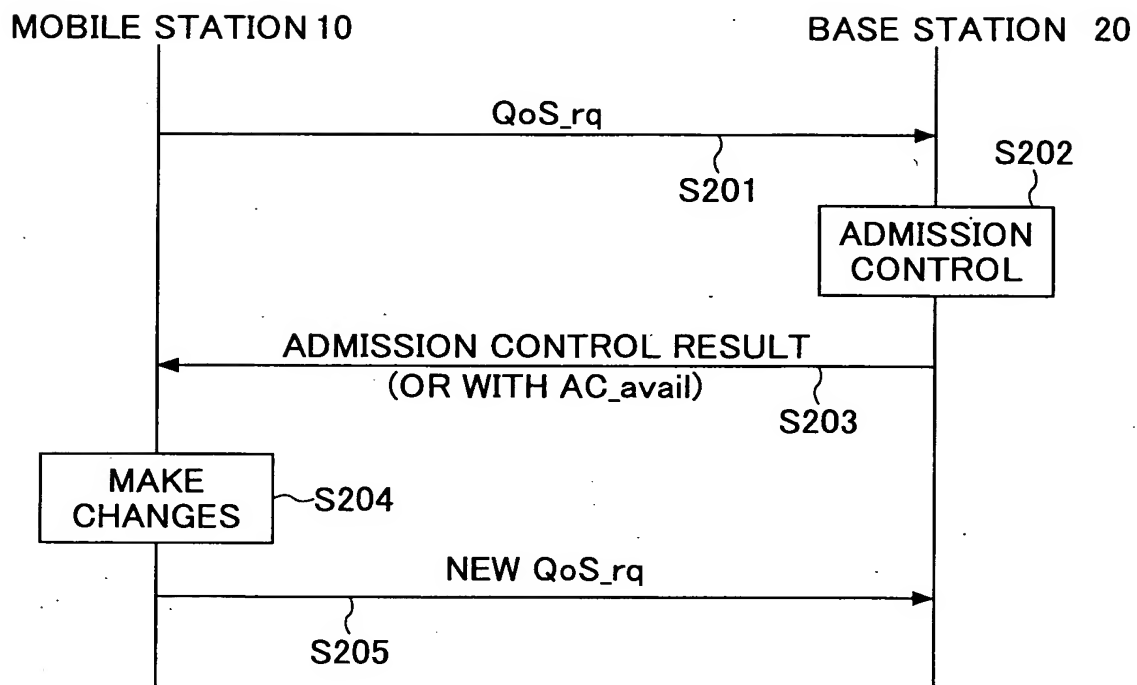 MOBILE STATION 10
BASE STATION 20
QoS_rq
S201
S202
ADMISSION
CONTROL
ADMISSION CONTROL RESULT
(OR WITH AC_avail)
S203
MAKE
CHANGES
S204
NEW QoS_rq
S205